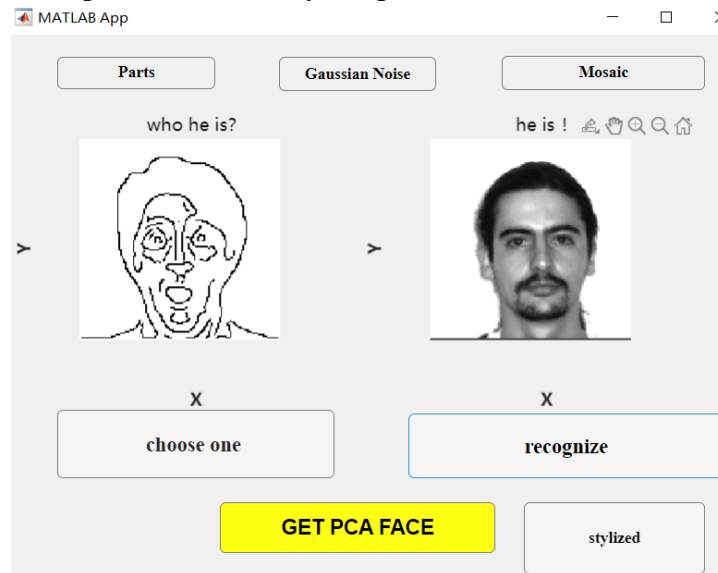 MATLAB App
Parts
Gaussian Noise
Mosaic
who he is?
he is !
Y
Y
X
X
choose one
recognize
GET PCA FACE
stylized